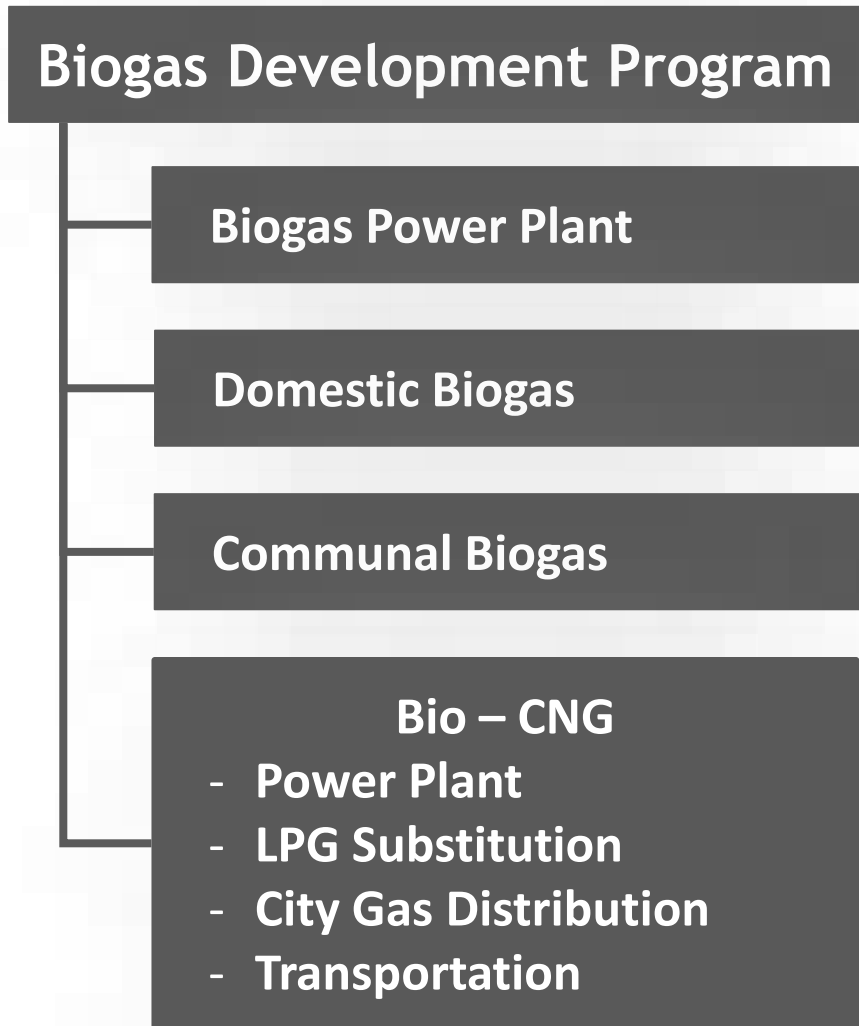 Biogas Development Program
Biogas Power Plant
Domestic Biogas
Communal Biogas
Bio – CNG
- Power Plant
- LPG Substitution
- City Gas Distribution
- Transportation